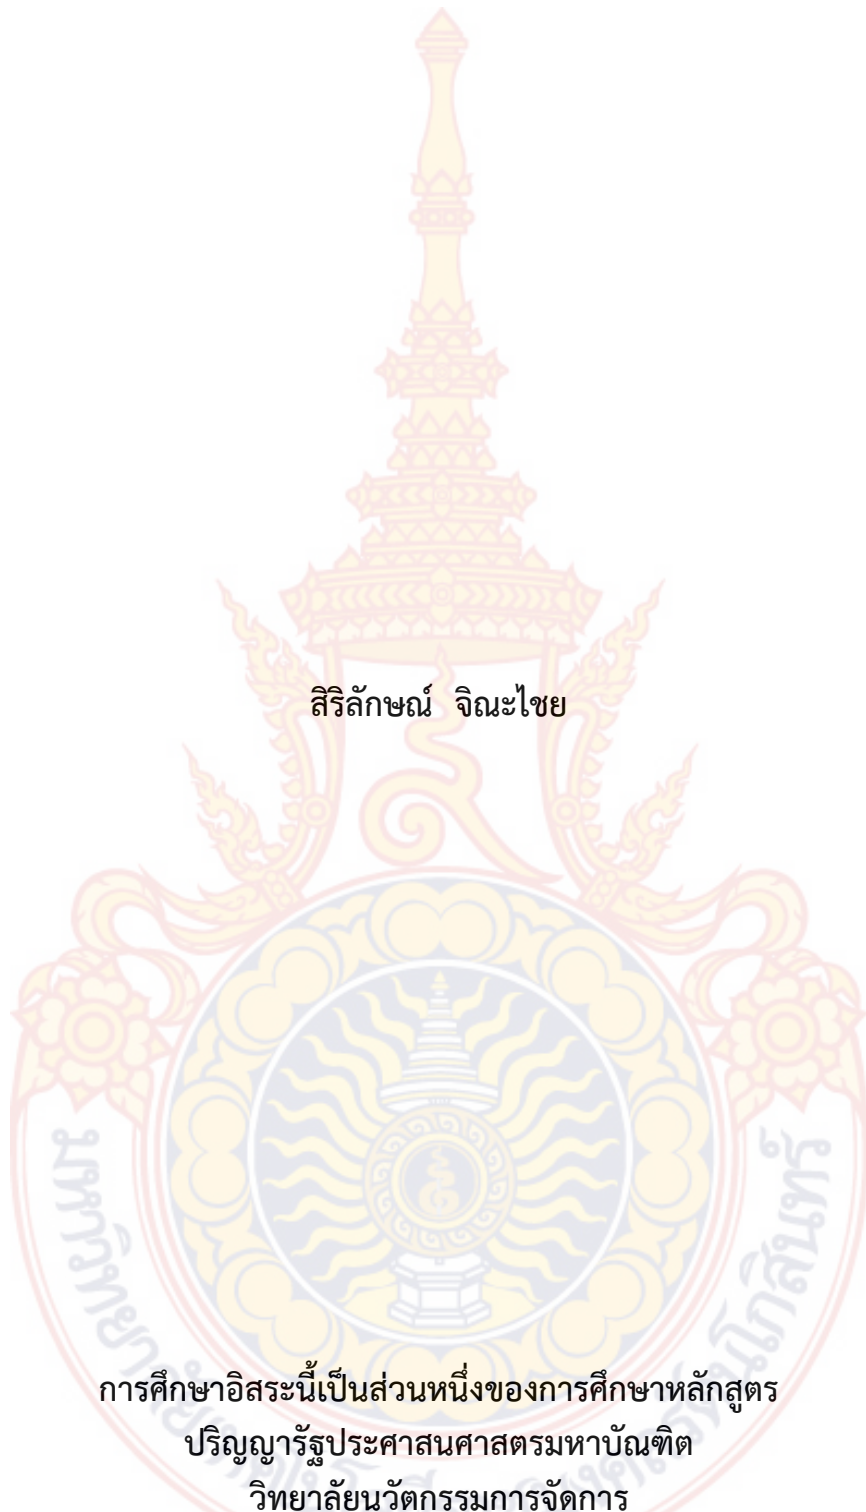 สิริลักษณ์ จิณะไชย
การศึกษาอิสระนี้เป็นส่วนหนึ่งของการศึกษาหลักสูตร
ปริญญารัฐประศาสนศาสตรมหาบัณฑิต
วิทยาลัยนวัตกรรมการจัดการ